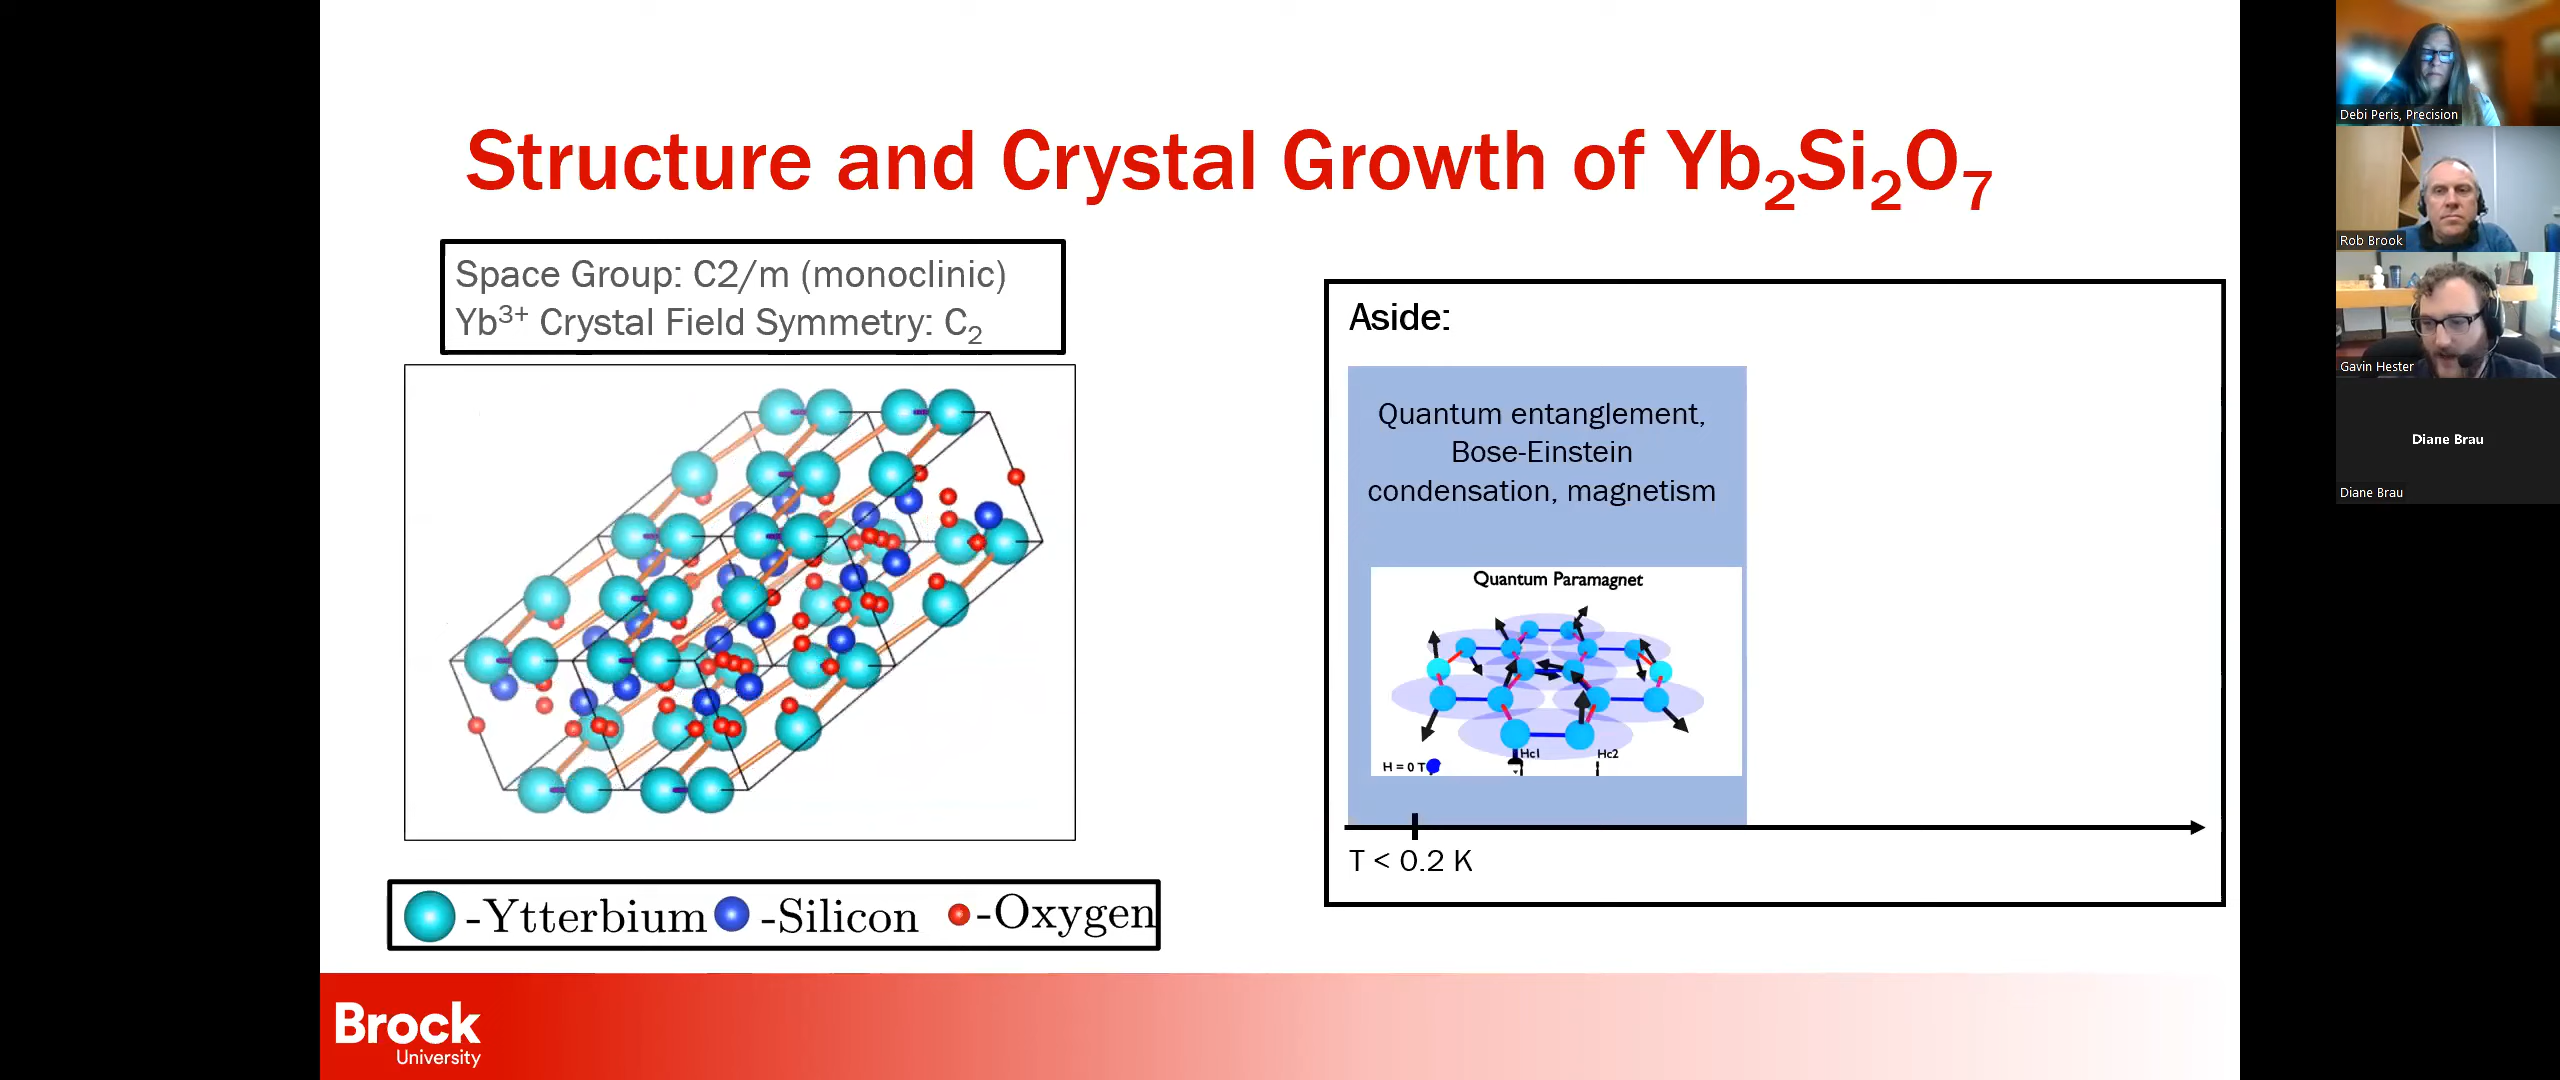 Structure and Crystal Growth of Yb₂Si₂O₇
Space Group: C2/m (monoclinic)
Yb³⁺ Crystal Field Symmetry: C₂
-Ytterbium -Silicon -Oxygen
Aside:
Quantum entanglement,
Bose-Einstein
condensation, magnetism
Quantum Paramagnet
H = 0 T
Hc1
Hc2
T < 0.2 K
Brock
University
Debi Peris, Precision
Rob Brook
Gavin Hester
Diane Brau
Diane Brau